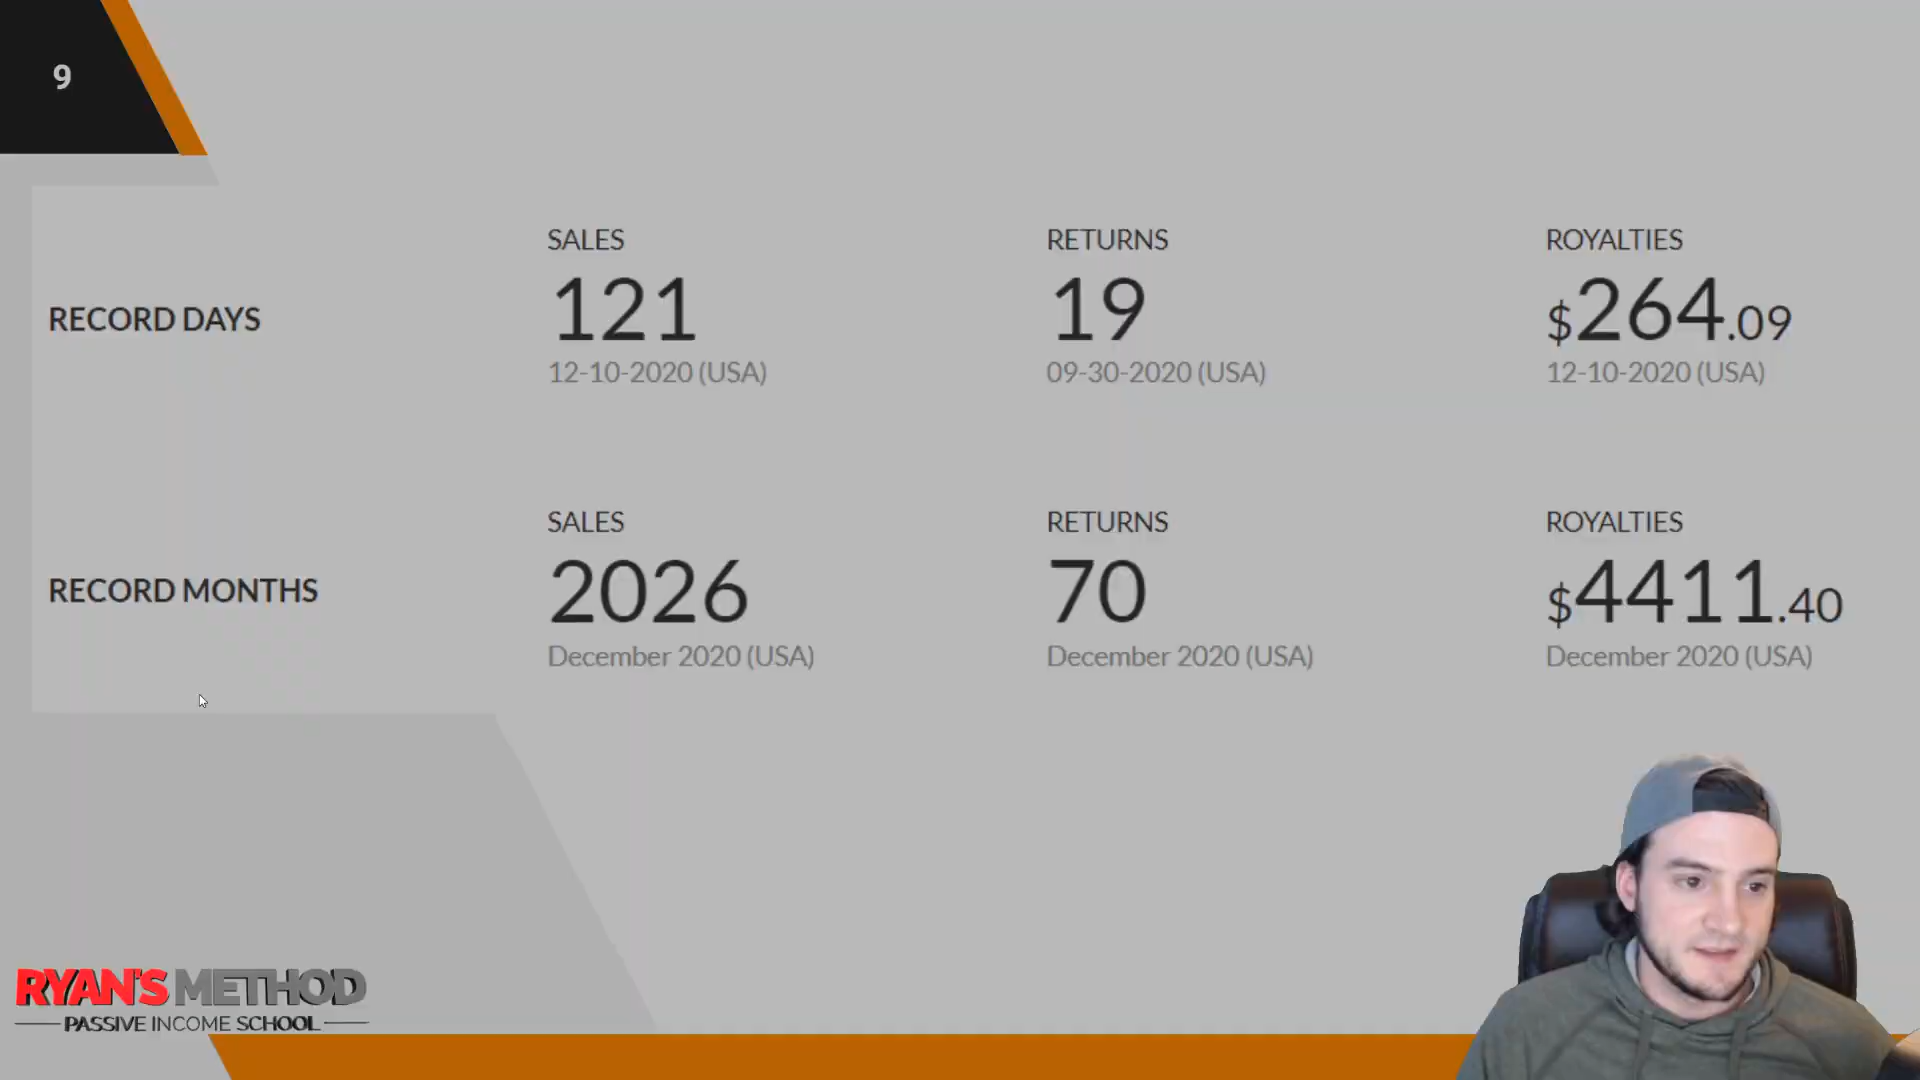 9
SALES
RETURNS
ROYALTIES
RECORD DAYS
121
19
$264.09
12-10-2020 (USA)
09-30-2020 (USA)
12-10-2020 (USA)
SALES
RETURNS
ROYALTIES
RECORD MONTHS
2026
70
$4411.40
December 2020 (USA)
December 2020 (USA)
December 2020 (USA)
RYAN'S METHOD
PASSIVE INCOME SCHOOL